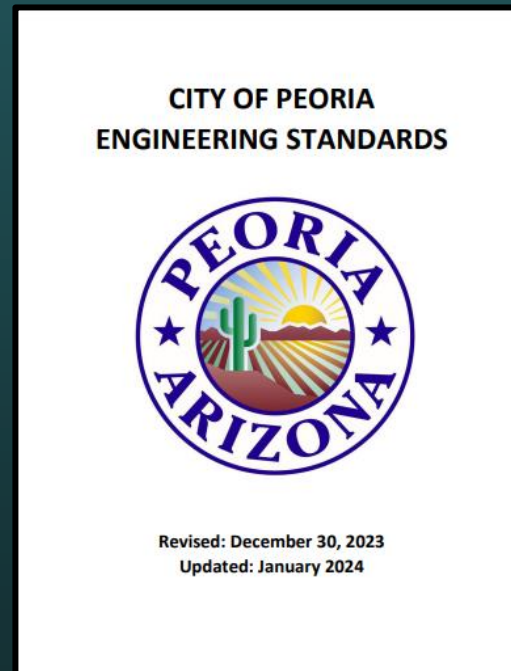 CITY OF PEORIA
ENGINEERING STANDARDS
PEORIA
ARIZONA
Revised: December 30, 2023
Updated: January 2024